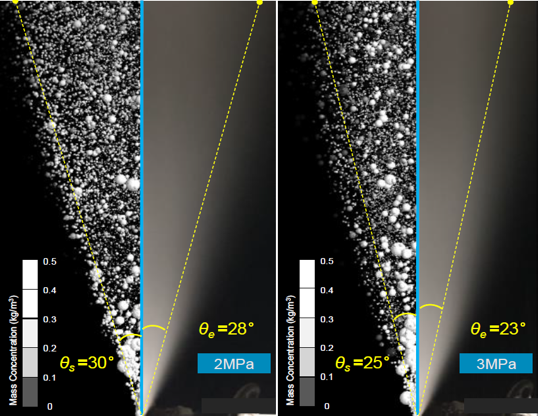 Mass Concentration (kg/m³)
0.5
0.4
0.3
0.2
0.1
0
θs=30°
θe=28°
2MPa
Mass Concentration (kg/m³)
0.5
0.4
0.3
0.2
0.1
0
θs=25°
θe=23°
3MPa